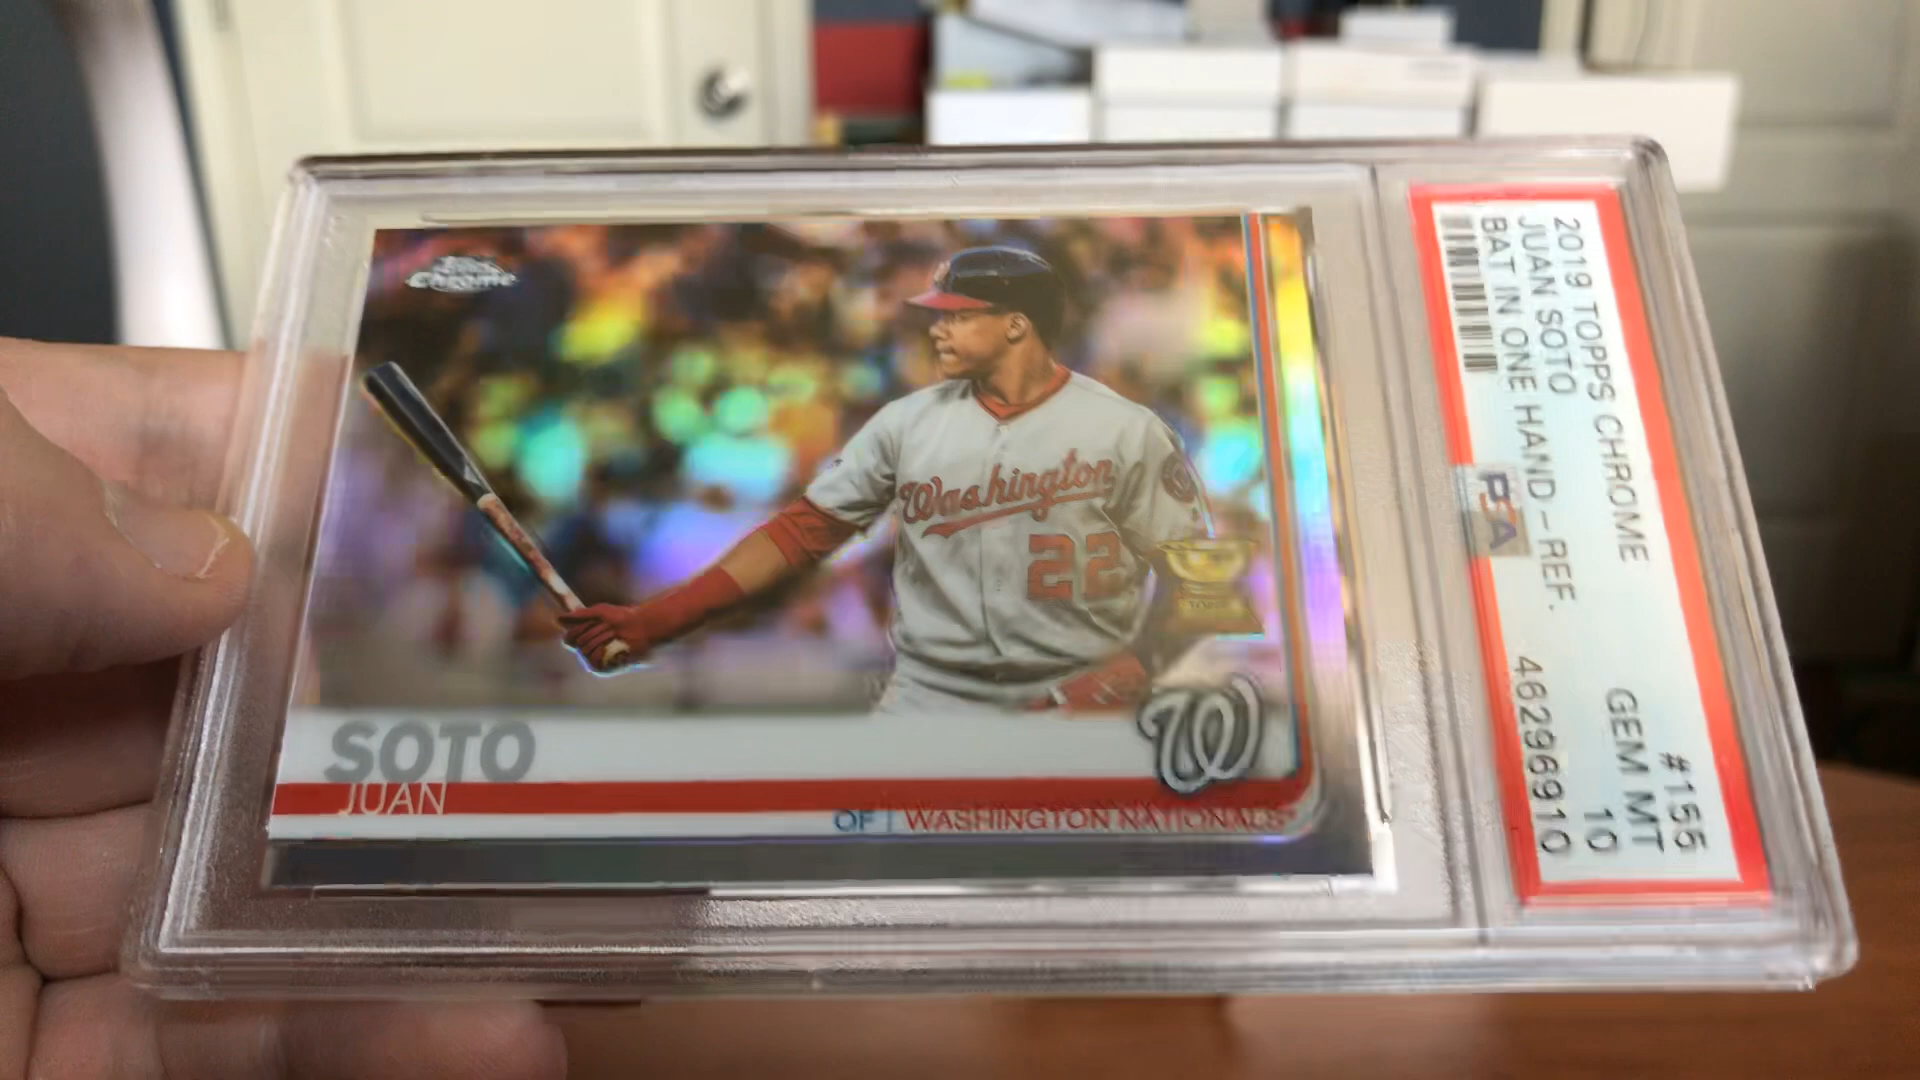 Topps
Chrome
Washington
22
SOTO
JUAN
OF | WASHINGTON NATIONALS
W
2019 TOPPS CHROME
#155
JUAN SOTO
GEM MT
BAT IN ONE HAND-REF.
10
PSA
46296910